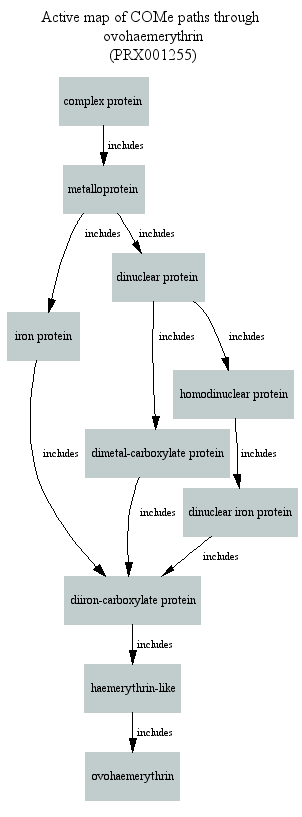 Active map of COMe paths through
ovohaemerythrin
(PRX001255)
complex protein
includes
metalloprotein
includes
includes
dinuclear protein
iron protein
includes
includes
homodinuclear protein
includes
dimetal-carboxylate protein
includes
dinuclear iron protein
includes
includes
diiron-carboxylate protein
includes
haemerythrin-like
includes
ovohaemerythrin